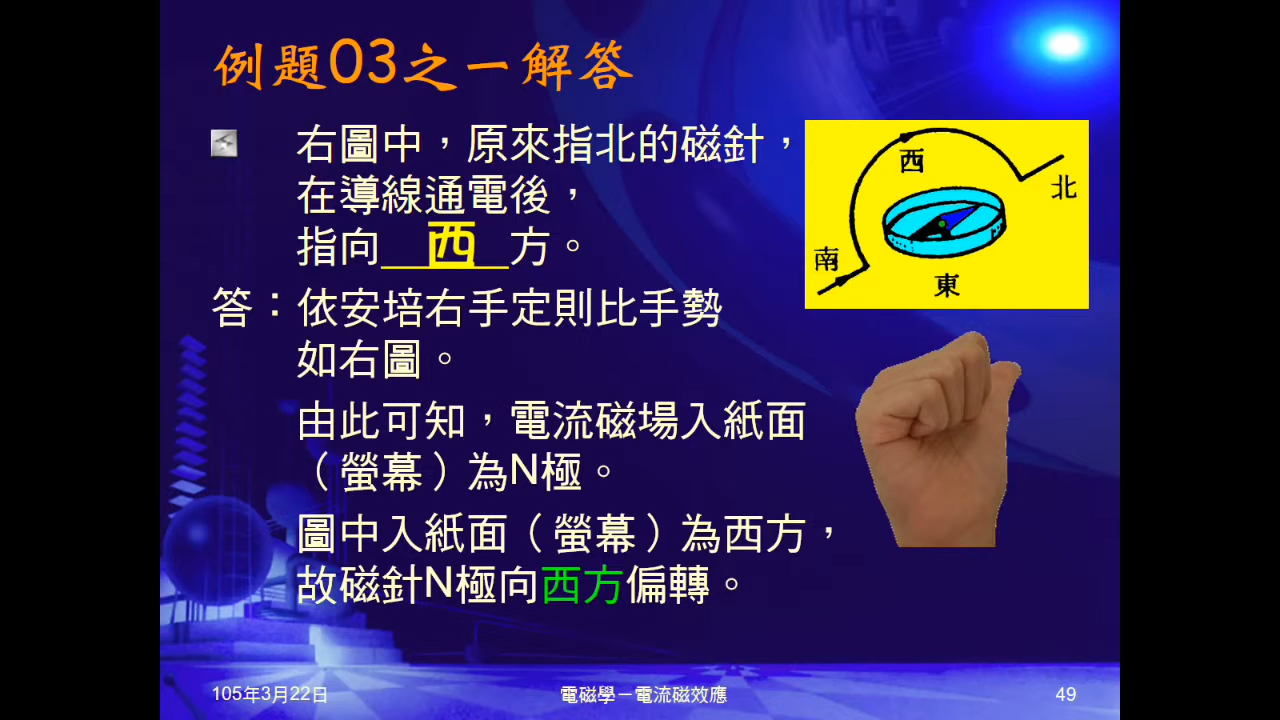 例題03之一解答
右圖中，原來指北的磁針，
在導線通電後，
指向 西 方。
答：依安培右手定則比手勢
如右圖。
由此可知，電流磁場入紙面
（螢幕）為N極。
圖中入紙面（螢幕）為西方，
故磁針N極向西方偏轉。
西
北
南
東
105年3月22日
電磁學－電流磁效應
49